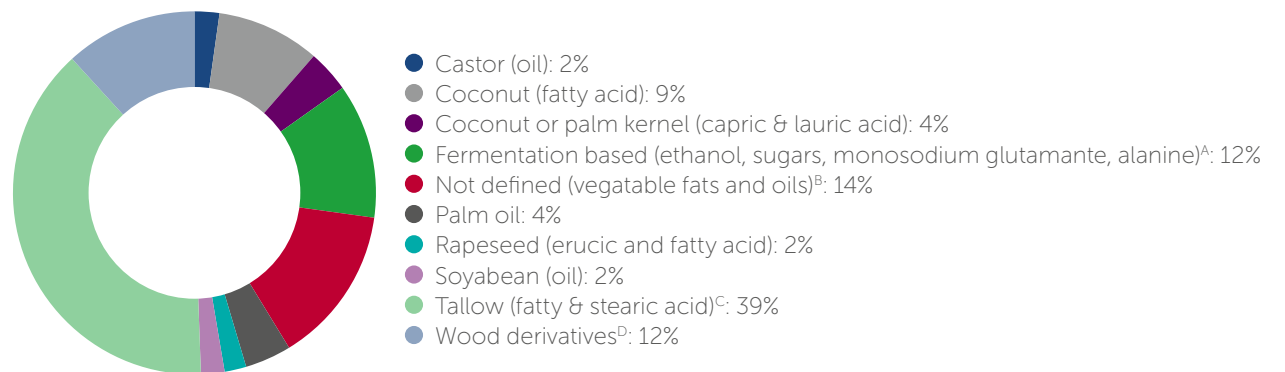 Castor (oil): 2%
Coconut (fatty acid): 9%
Coconut or palm kernel (capric & lauric acid): 4%
Fermentation based (ethanol, sugars, monosodium glutamante, alanine)ᴬ: 12%
Not defined (vegatable fats and oils)ᴮ: 14%
Palm oil: 4%
Rapeseed (erucic and fatty acid): 2%
Soyabean (oil): 2%
Tallow (fatty & stearic acid)ᶜ: 39%
Wood derivativesᴰ: 12%